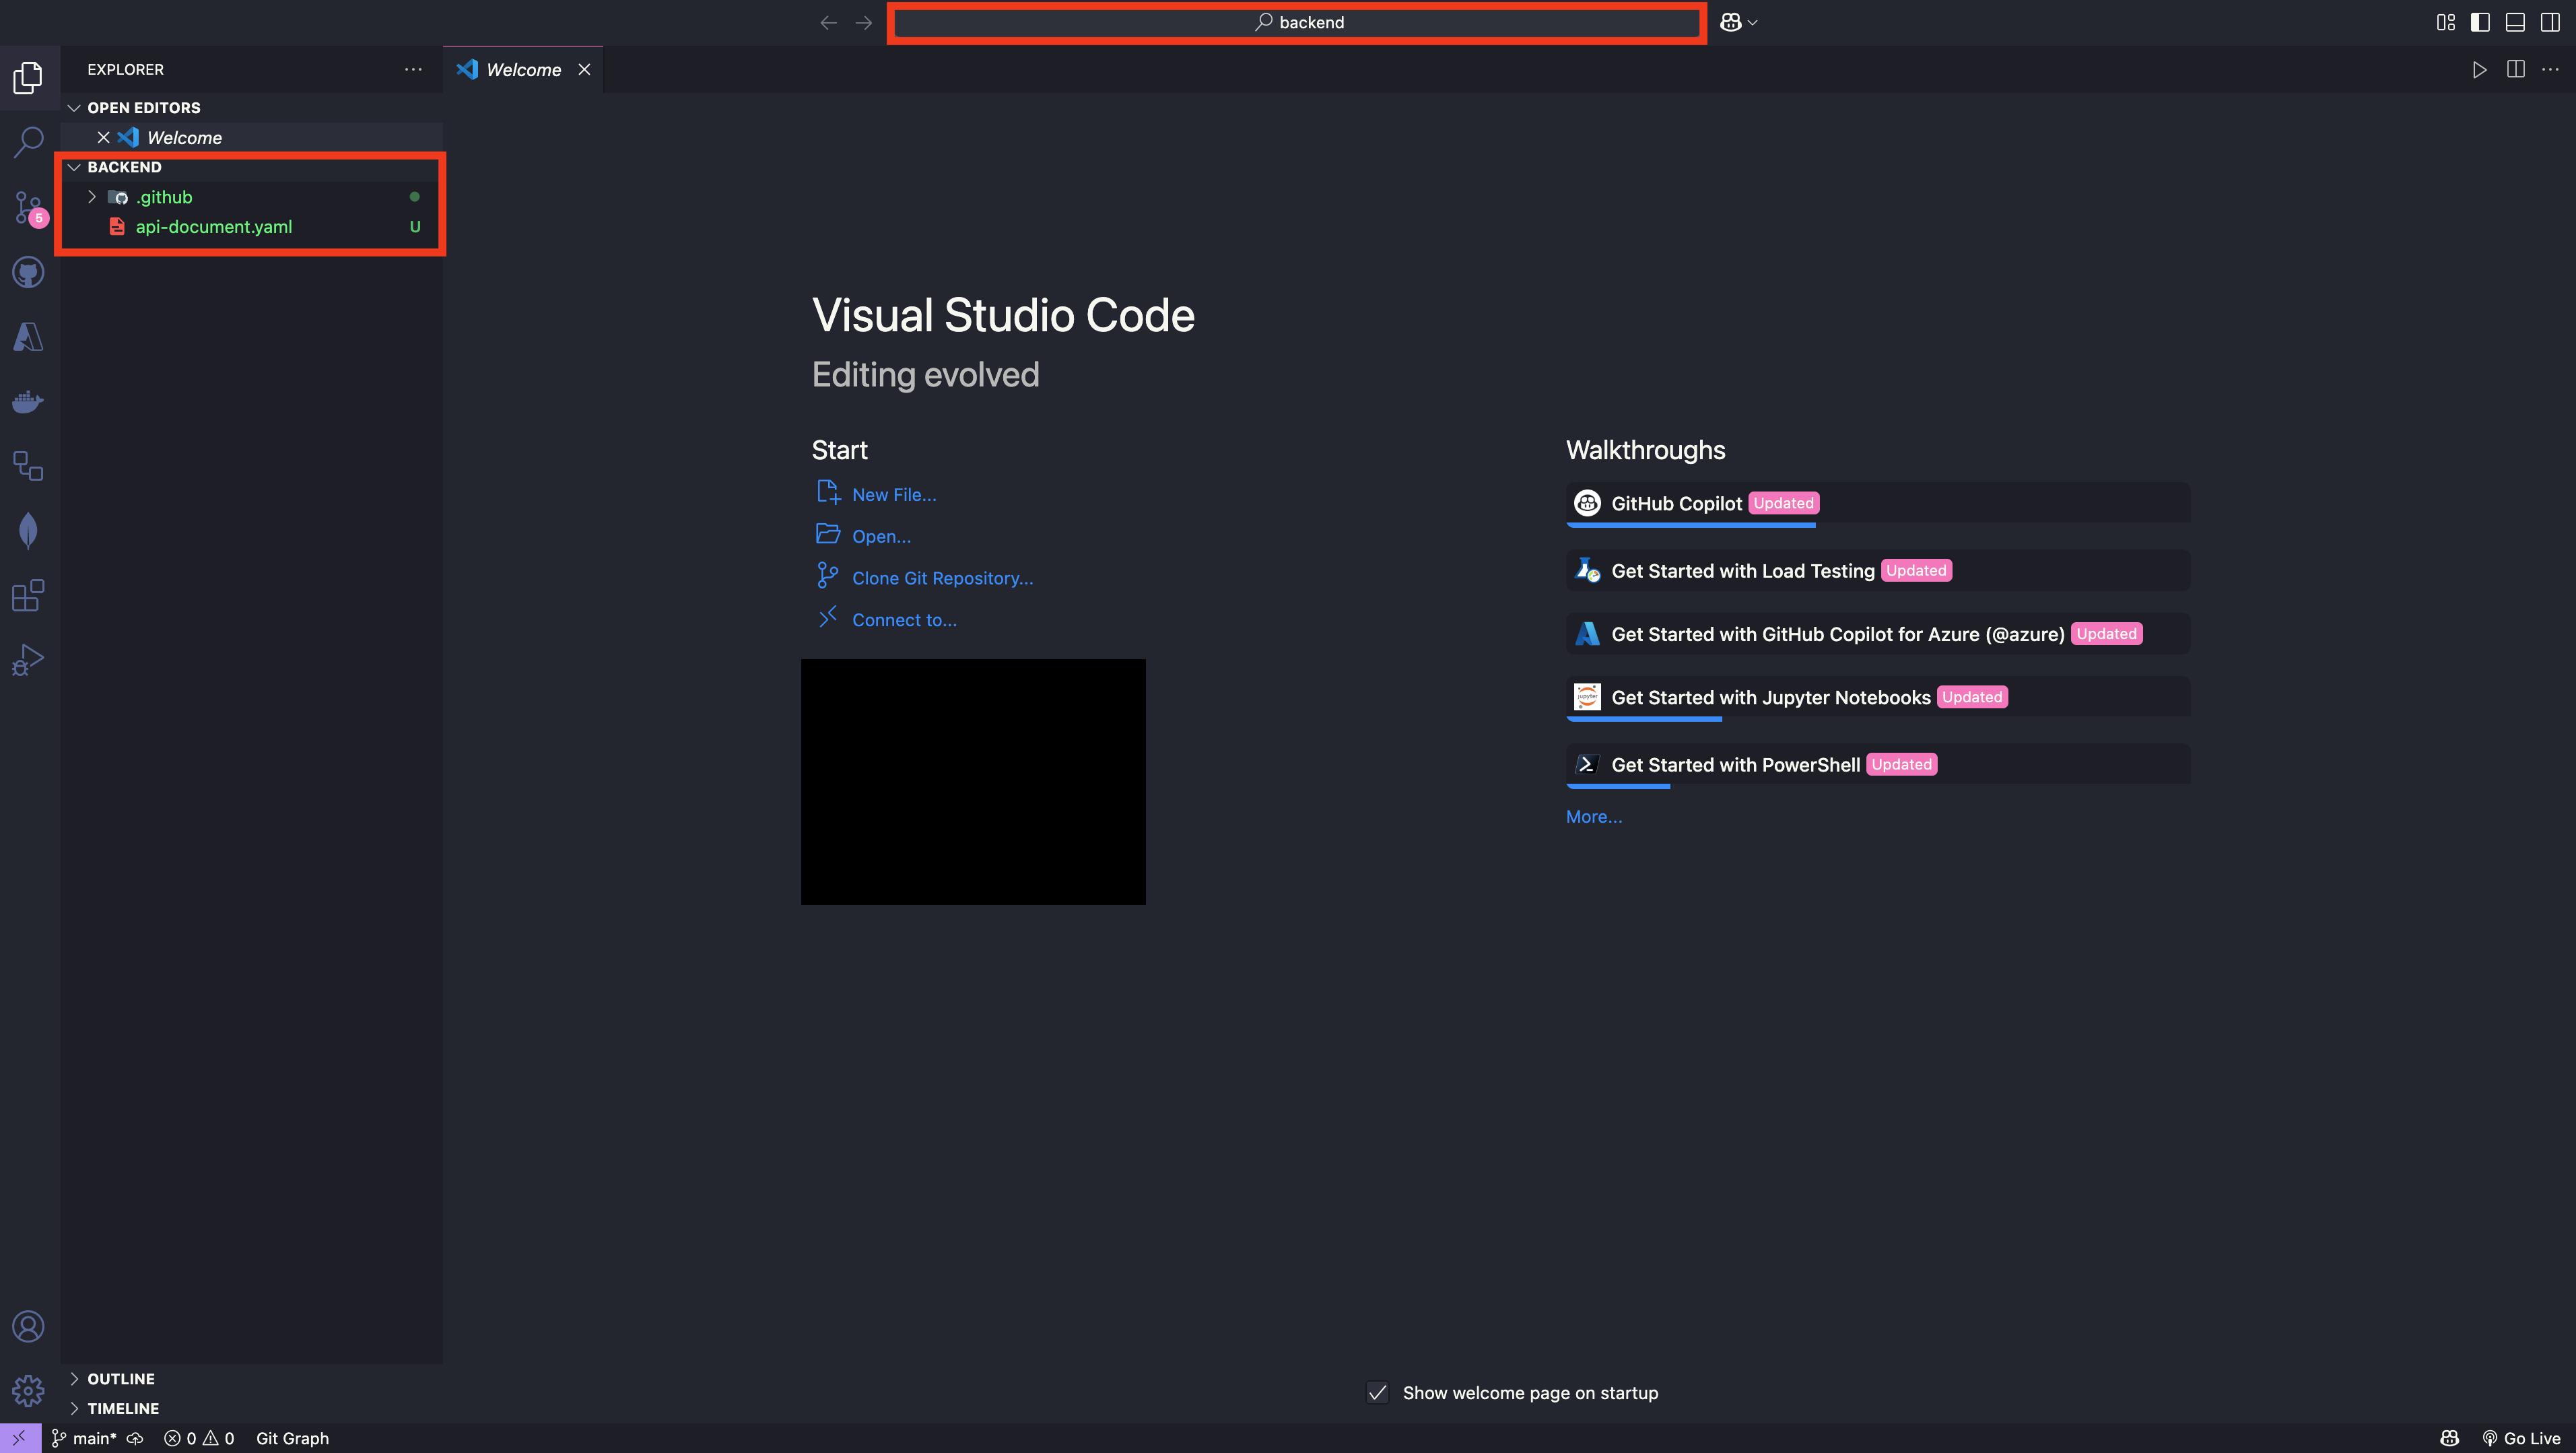 backend
EXPLORER
Welcome
OPEN EDITORS
Welcome
BACKEND
.github
api-document.yaml U
5
Visual Studio Code
Editing evolved
Start
New File...
Open...
Clone Git Repository...
Connect to...
Walkthroughs
GitHub Copilot Updated
Get Started with Load Testing Updated
Get Started with GitHub Copilot for Azure (@azure) Updated
jupyter
Get Started with Jupyter Notebooks Updated
Get Started with PowerShell Updated
More...
OUTLINE
TIMELINE
Show welcome page on startup
main* 0 0 Git Graph
Go Live